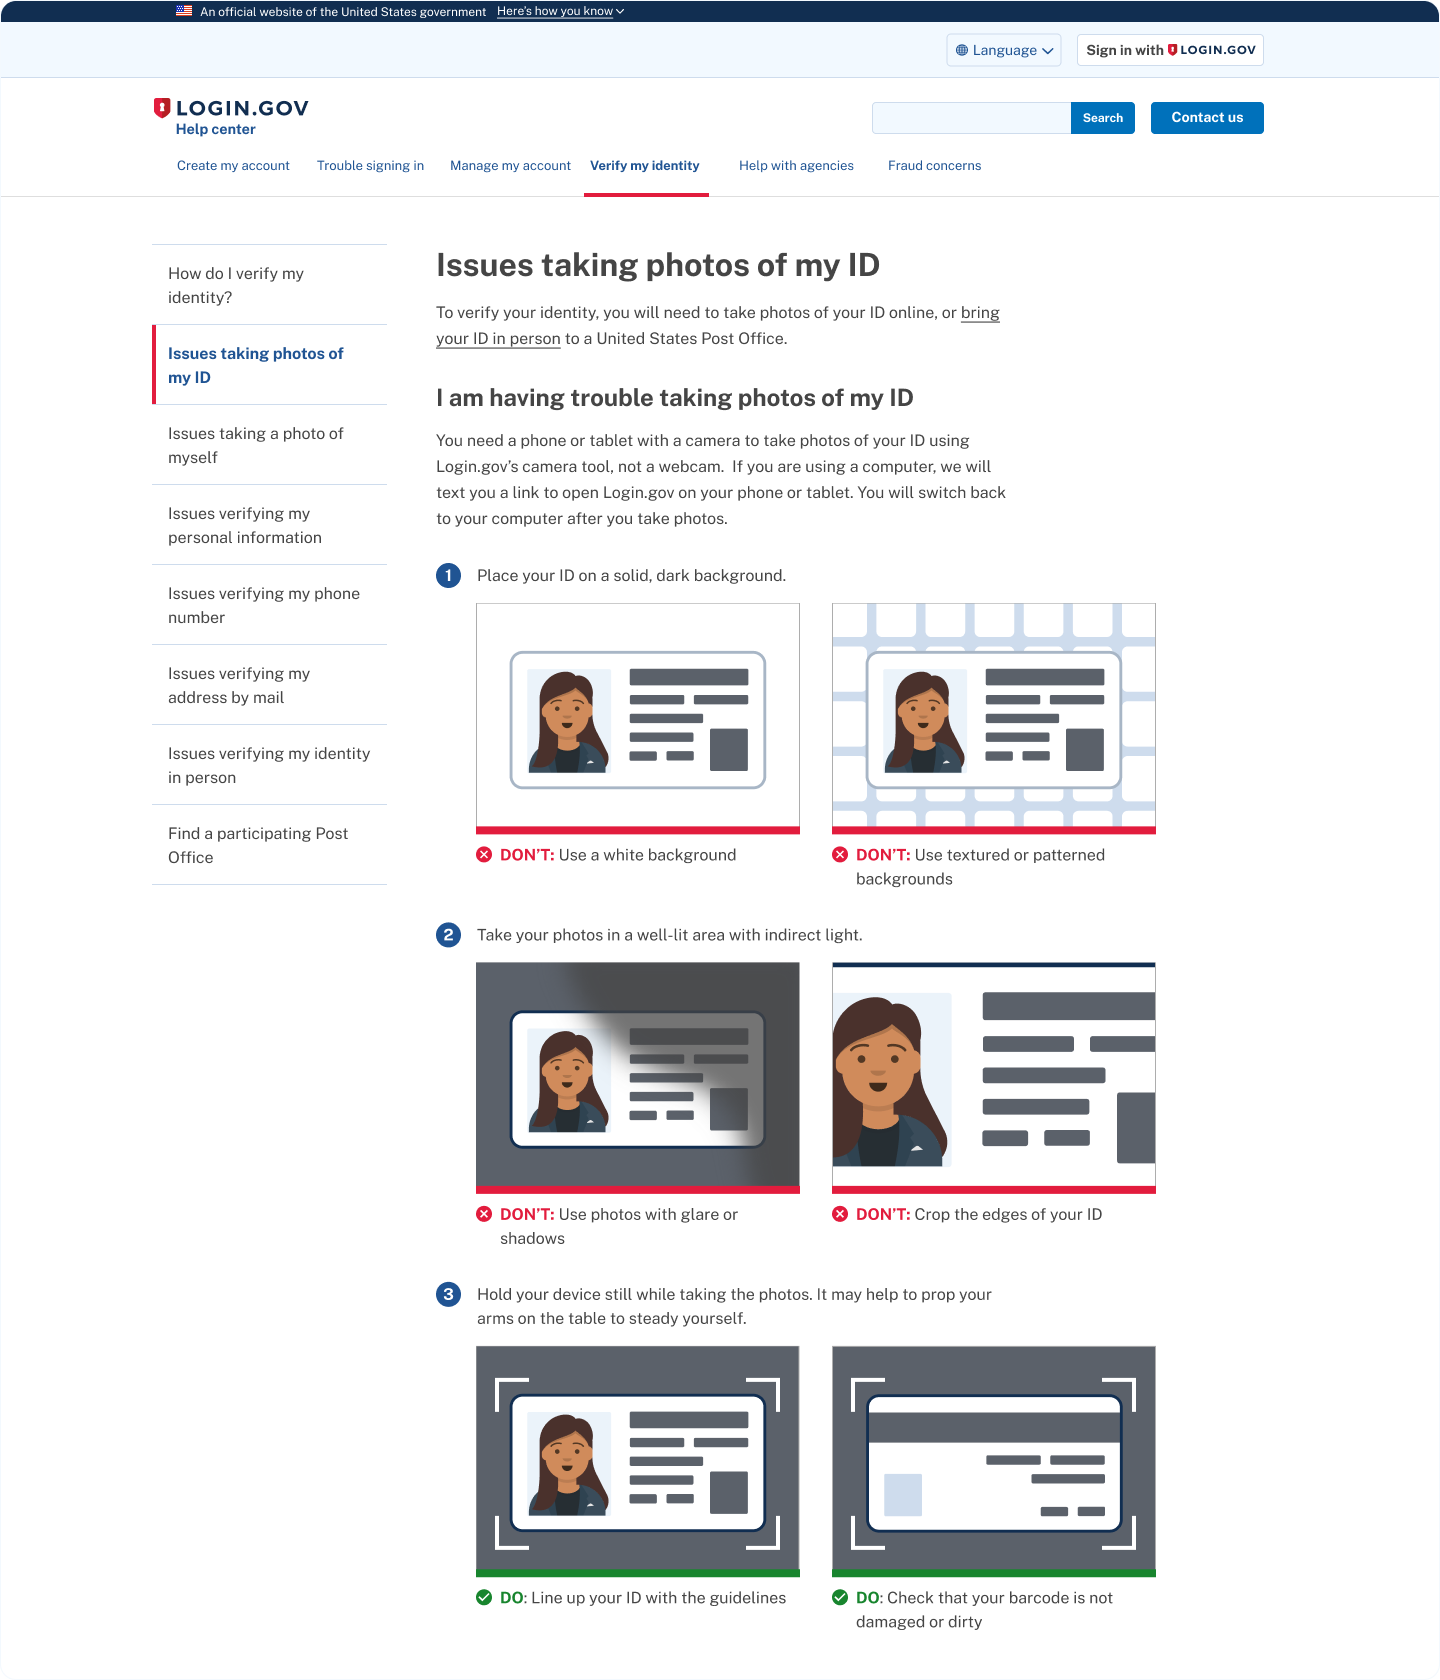 An official website of the United States government Here's how you know
Language
Sign in with LOGIN.GOV
LOGIN.GOV
Help center
Search
Contact us
Create my account
Trouble signing in
Manage my account
Verify my identity
Help with agencies
Fraud concerns
How do I verify my
identity?
Issues taking photos of
my ID
Issues taking a photo of
myself
Issues verifying my
personal information
Issues verifying my phone
number
Issues verifying my
address by mail
Issues verifying my identity
in person
Find a participating Post
Office
Issues taking photos of my ID
To verify your identity, you will need to take photos of your ID online, or bring
your ID in person to a United States Post Office.
I am having trouble taking photos of my ID
You need a phone or tablet with a camera to take photos of your ID using
Login.gov's camera tool, not a webcam. If you are using a computer, we will
text you a link to open Login.gov on your phone or tablet. You will switch back
to your computer after you take photos.
1 Place your ID on a solid, dark background.
DON'T: Use a white background
DON'T: Use textured or patterned
backgrounds
2 Take your photos in a well-lit area with indirect light.
DON'T: Use photos with glare or
shadows
DON'T: Crop the edges of your ID
3 Hold your device still while taking the photos. It may help to prop your
arms on the table to steady yourself.
DO: Line up your ID with the guidelines
DO: Check that your barcode is not
damaged or dirty